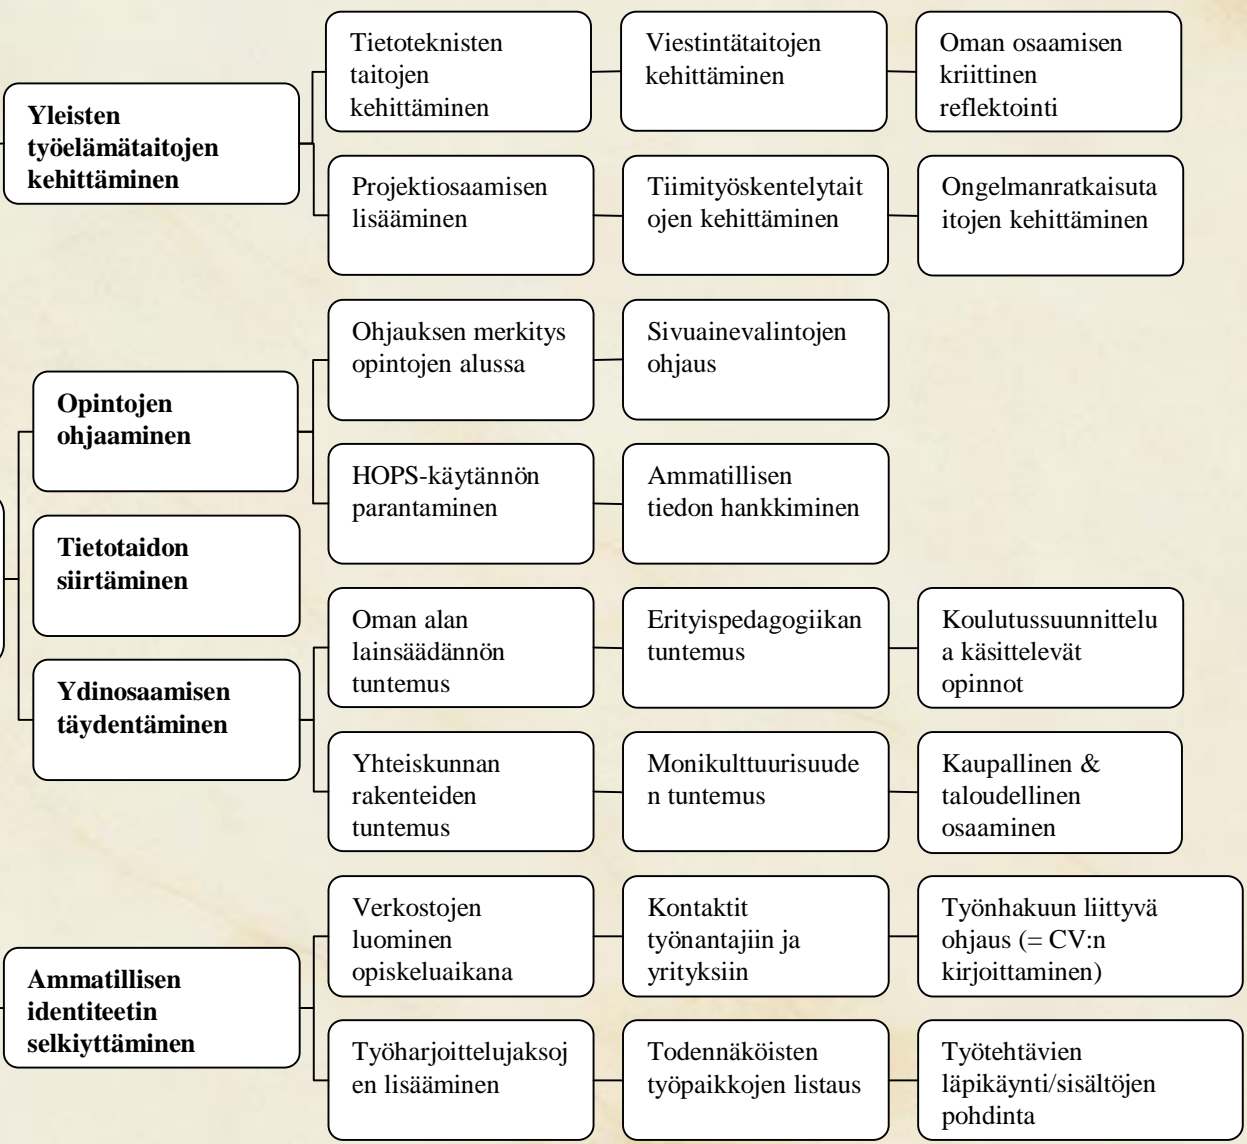 Yleisten
työelämätaitojen
kehittäminen
Tietoteknisten
taitojen
kehittäminen
Viestintätaitojen
kehittäminen
Oman osaamisen
kriittinen
reflektointi
Projektiosaamisen
lisääminen
Tiimityöskentelytait
ojen kehittäminen
Ongelmanratkaisuta
itojen kehittäminen
Opintojen
ohjaaminen
Ohjauksen merkitys
opintojen alussa
Sivuainevalintojen
ohjaus
HOPS-käytännön
parantaminen
Ammatillisen
tiedon hankkiminen
Tietotaidon
siirtäminen
Ydinosaamisen
täydentäminen
Oman alan
lainsäädännön
tuntemus
Erityispedagogiikan
tuntemus
Koulutussuunnittelu
a käsittelevät
opinnot
Yhteiskunnan
rakenteiden
tuntemus
Monikulttuurisuude
n tuntemus
Kaupallinen &
taloudellinen
osaaminen
Ammatillisen
identiteetin
selkiyttäminen
Verkostojen
luominen
opiskeluaikana
Kontaktit
työnantajiin ja
yrityksiin
Työnhakuun liittyvä
ohjaus (= CV:n
kirjoittaminen)
Työharjoittelujaksoj
en lisääminen
Todennäköisten
työpaikkojen listaus
Työtehtävien
läpikäynti/sisältöjen
pohdinta